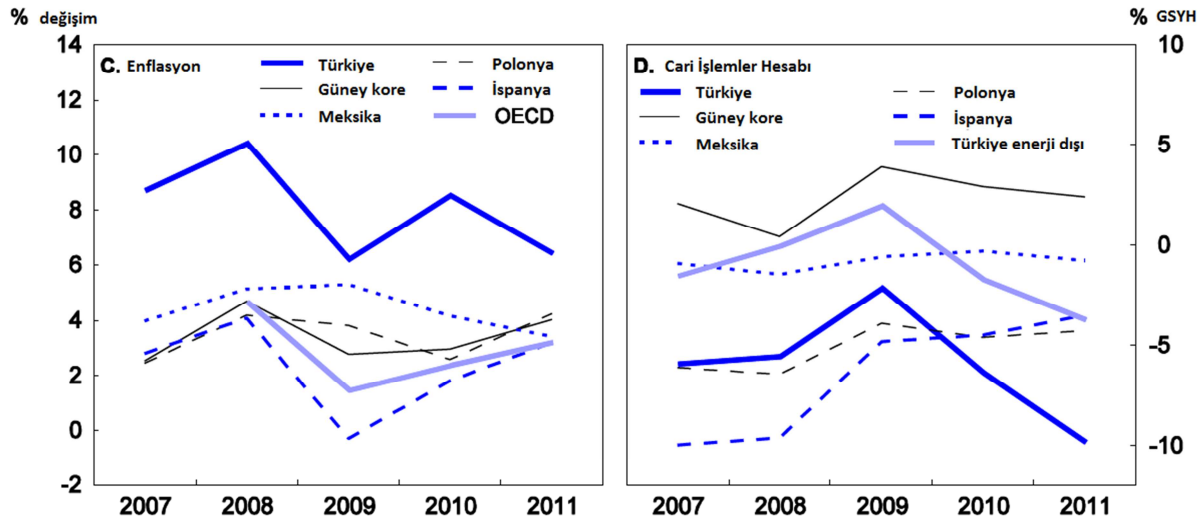 % değişim
14
12
10
8
6
4
2
0
-2
C. Enflasyon
Türkiye
Polonya
Güney kore
İspanya
Meksika
OECD
2007 2008 2009 2010 2011
% GSYH
D. Cari İşlemler Hesabı
Türkiye
Polonya
Güney kore
İspanya
Meksika
Türkiye enerji dışı
10
5
0
-5
-10
2007 2008 2009 2010 2011